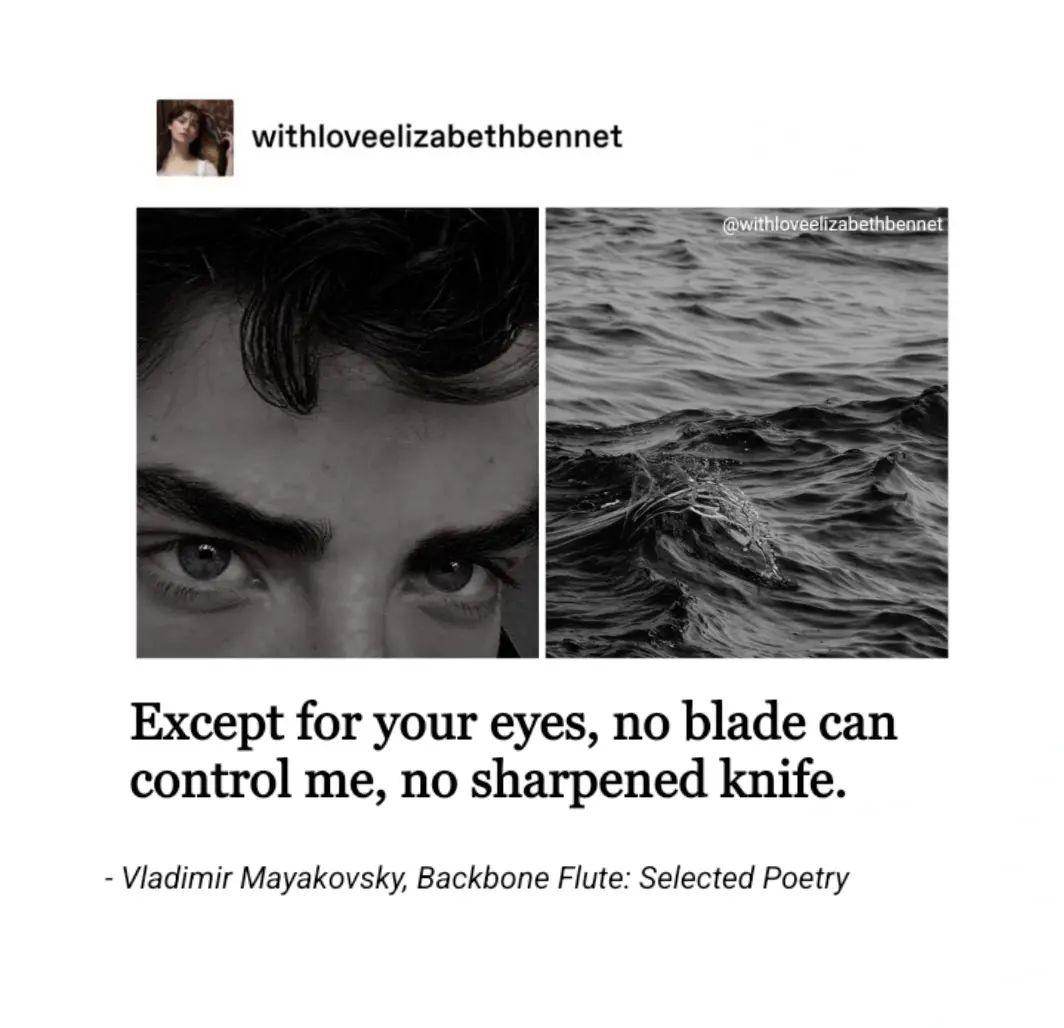 withloveelizabethbennet
@withloveelizabethbennet
Except for your eyes, no blade can
control me, no sharpened knife.
- Vladimir Mayakovsky, Backbone Flute: Selected Poetry